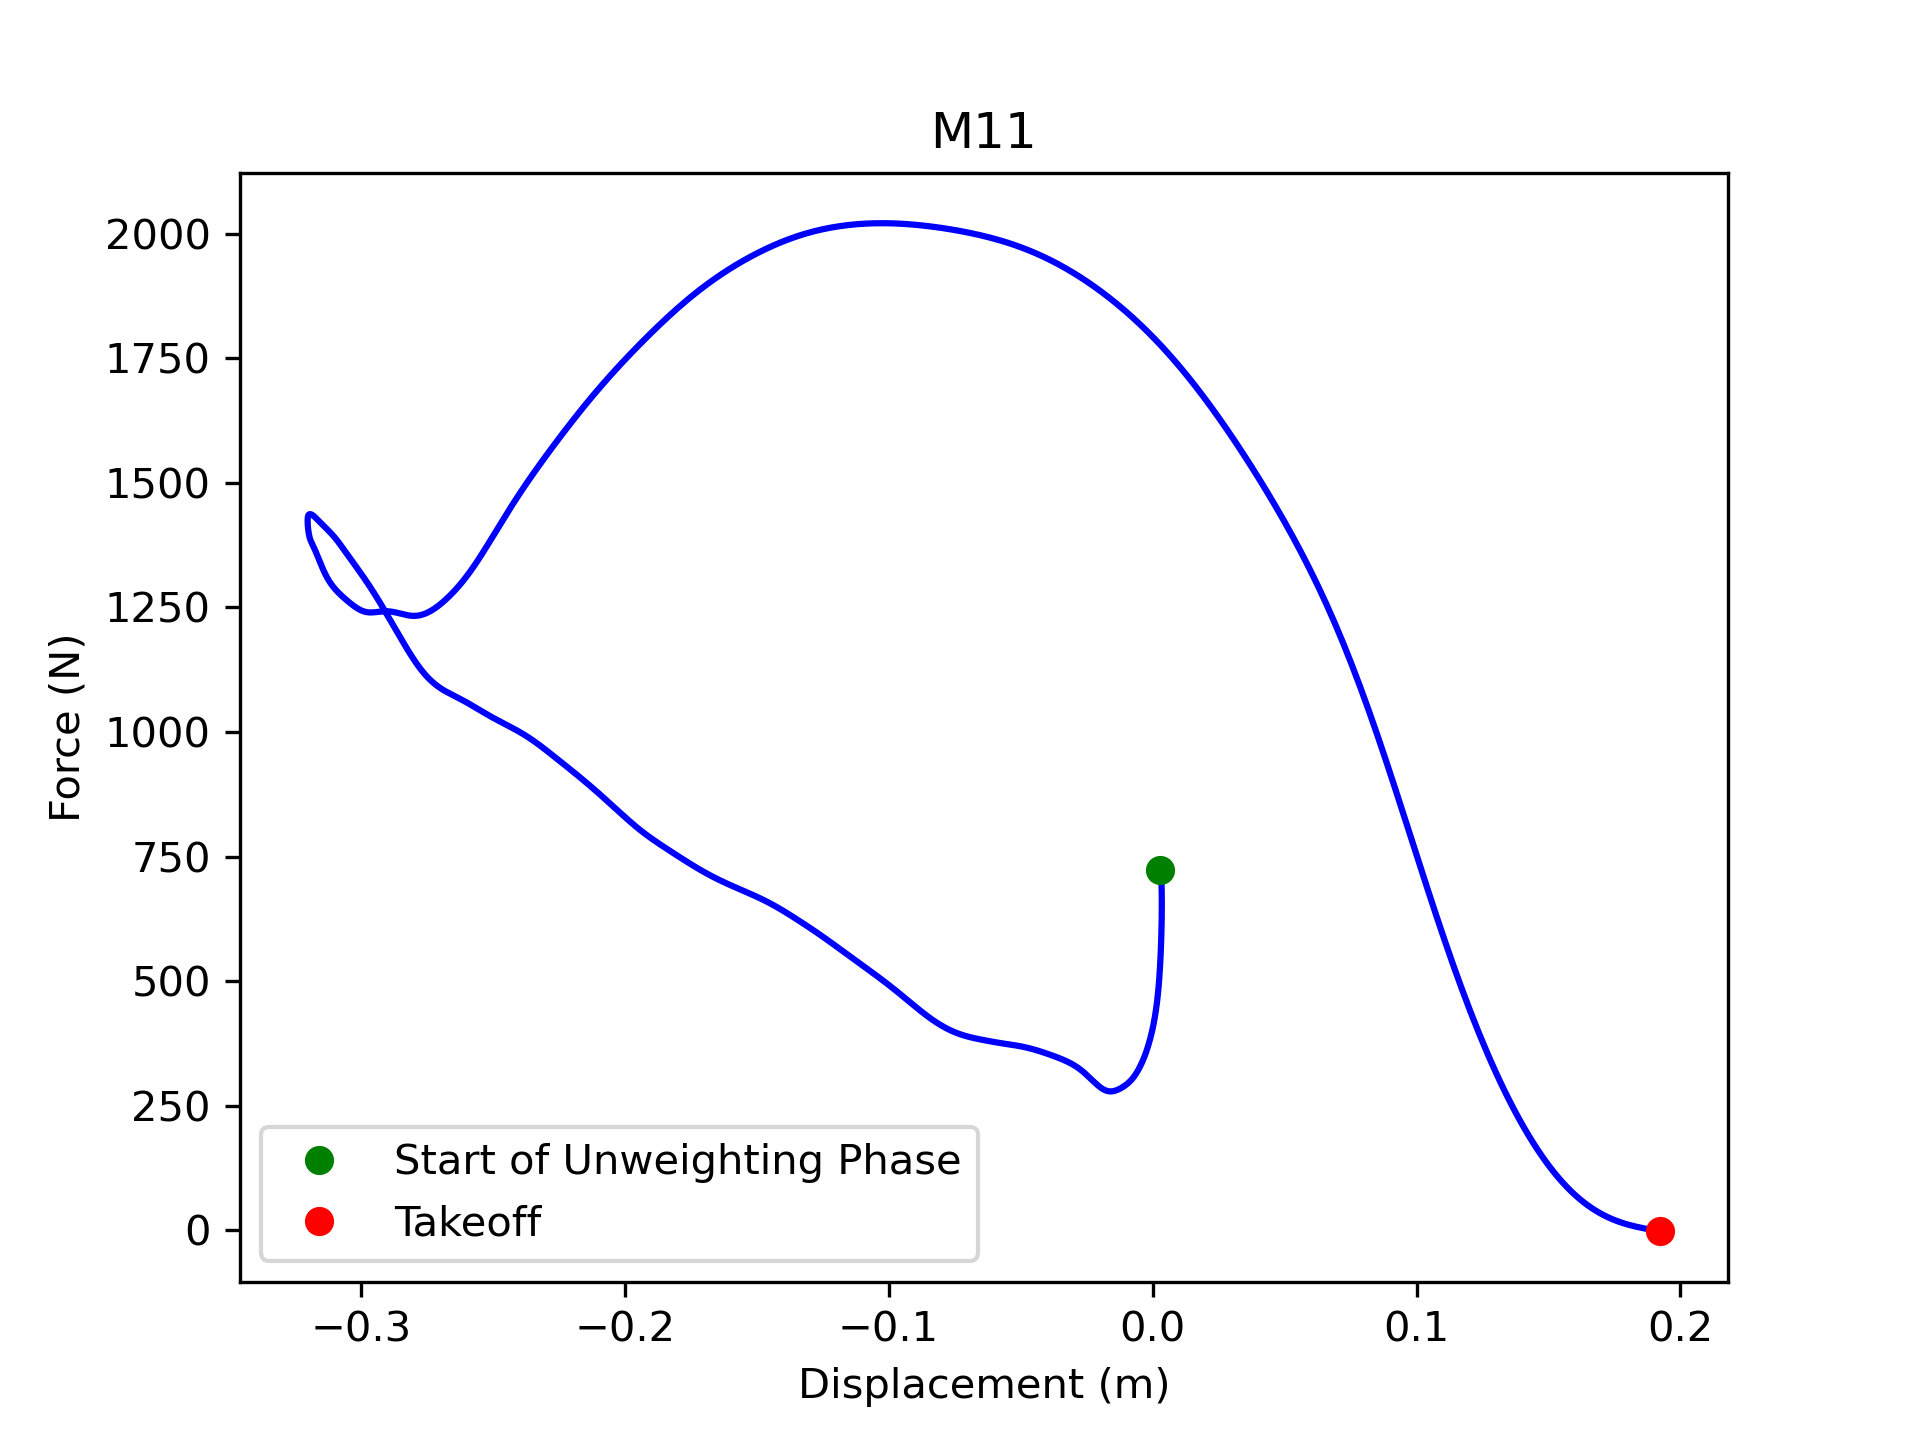 M11
2000
1750
1500
1250
1000
750
500
250
0
Force (N)
Start of Unweighting Phase
Takeoff
−0.3 −0.2 −0.1 0.0 0.1 0.2
Displacement (m)